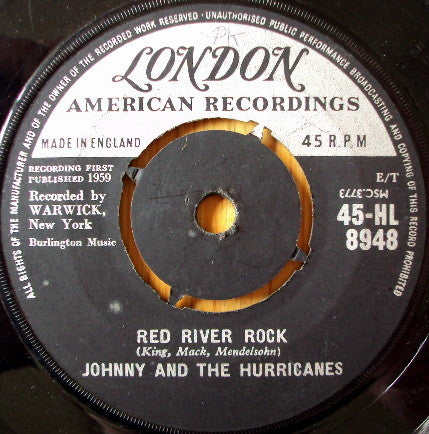 ALL RIGHTS OF THE MANUFACTURER AND OF THE OWNER OF THE RECORDED WORK RESERVED · UNAUTHORISED PUBLIC PERFORMANCE BROADCASTING AND COPYING OF THIS RECORD PROHIBITED
PK
LONDON
AMERICAN RECORDINGS
MADE IN ENGLAND
45 R.P.M
RECORDING FIRST
PUBLISHED 1959
Recorded by
WARWICK,
New York
Burlington Music
E/T
MSC.3773
45-HL
8948
RED RIVER ROCK
(King, Mack, Mendelsohn)
JOHNNY AND THE HURRICANES